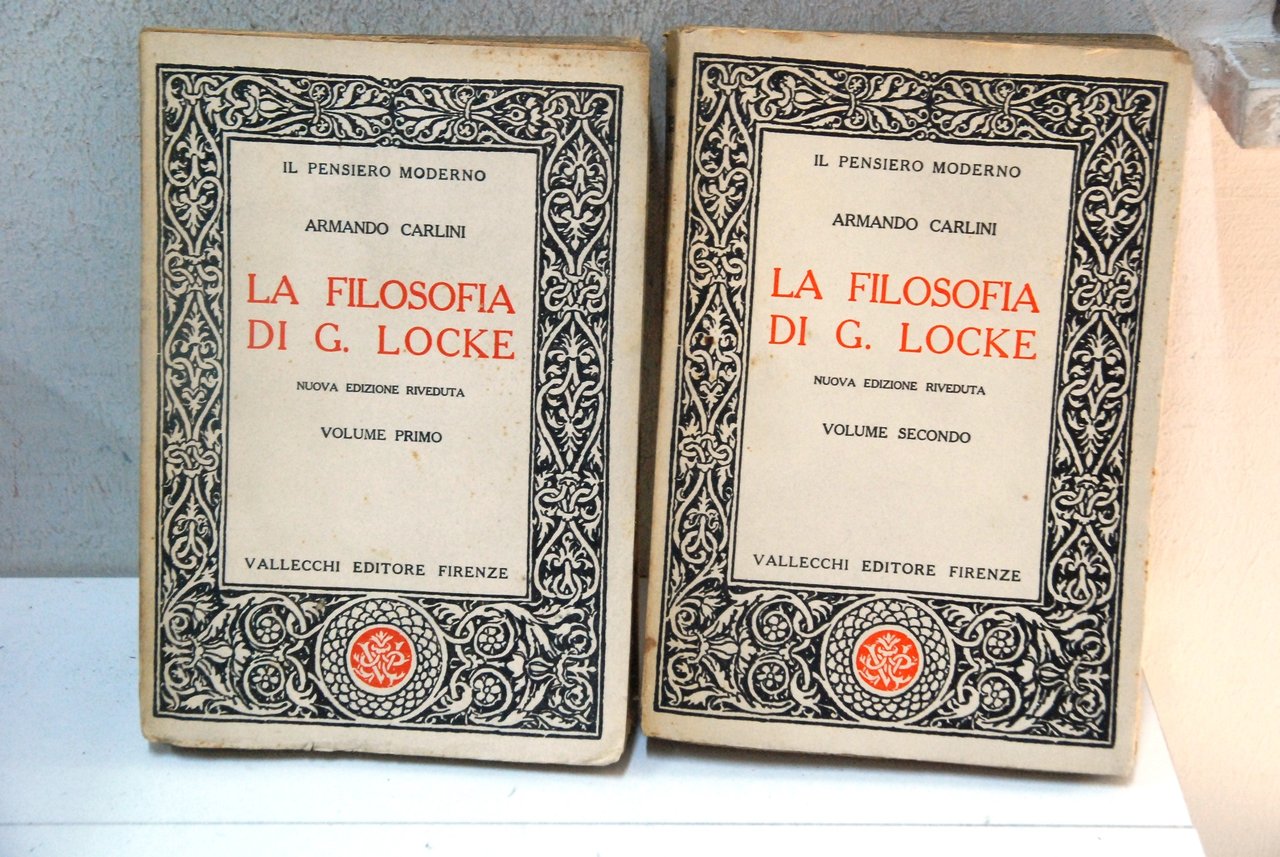 IL PENSIERO MODERNO
ARMANDO CARLINI
LA FILOSOFIA
DI G. LOCKE
NUOVA EDIZIONE RIVEDUTA
VOLUME PRIMO
VALLECCHI EDITORE FIRENZE
IL PENSIERO MODERNO
ARMANDO CARLINI
LA FILOSOFIA
DI G. LOCKE
NUOVA EDIZIONE RIVEDUTA
VOLUME SECONDO
VALLECCHI EDITORE FIRENZE